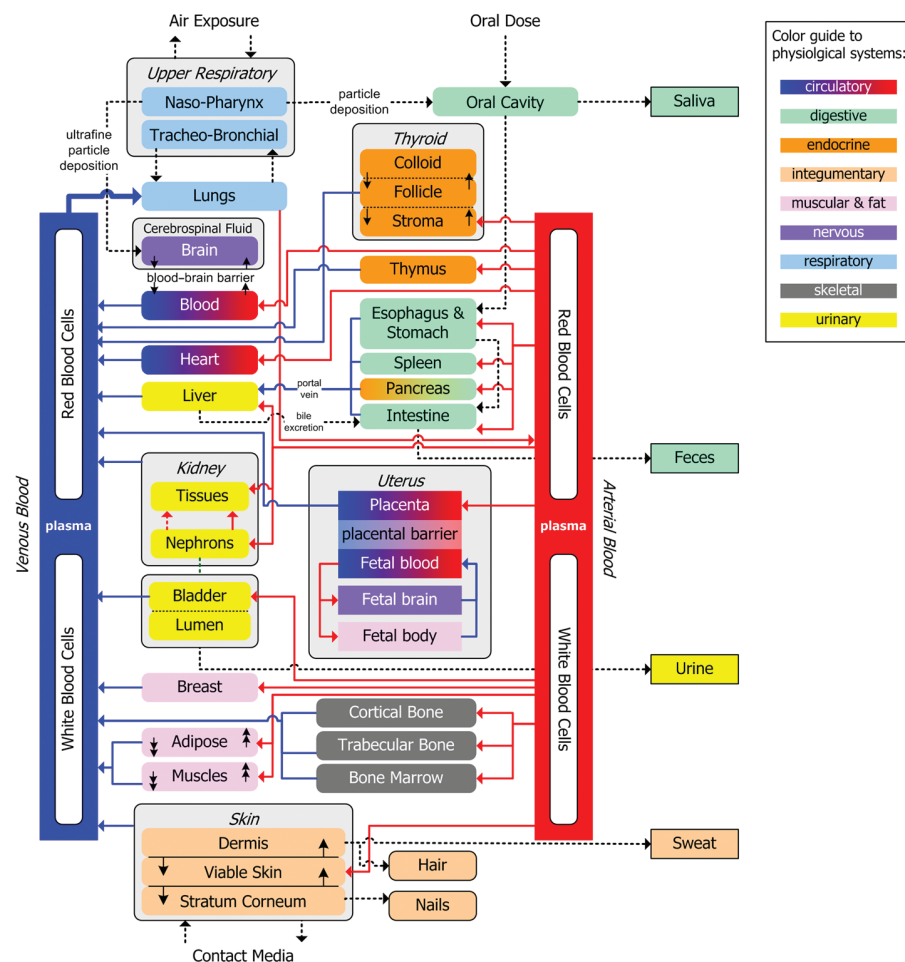 Air Exposure
Oral Dose
Color guide to
physiolgical systems:
circulatory
digestive
endocrine
integumentary
muscular & fat
nervous
respiratory
skeletal
urinary
Upper Respiratory
Naso-Pharynx
Tracheo-Bronchial
particle
deposition
Oral Cavity
Saliva
ultrafine
particle
deposition
Lungs
Thyroid
Colloid
Follicle
Stroma
Cerebrospinal Fluid
Brain
blood–brain barrier
Blood
Thymus
Heart
Esophagus &
Stomach
Spleen
Liver
portal
vein
Pancreas
bile
excretion
Intestine
Feces
Venous Blood
Red Blood Cells
plasma
White Blood Cells
Red Blood Cells
plasma
White Blood Cells
Arterial Blood
Kidney
Tissues
Nephrons
Bladder
Lumen
Uterus
Placenta
placental barrier
Fetal blood
Fetal brain
Fetal body
Urine
Breast
Adipose
Muscles
Cortical Bone
Trabecular Bone
Bone Marrow
Skin
Dermis
Viable Skin
Stratum Corneum
Hair
Nails
Sweat
Contact Media